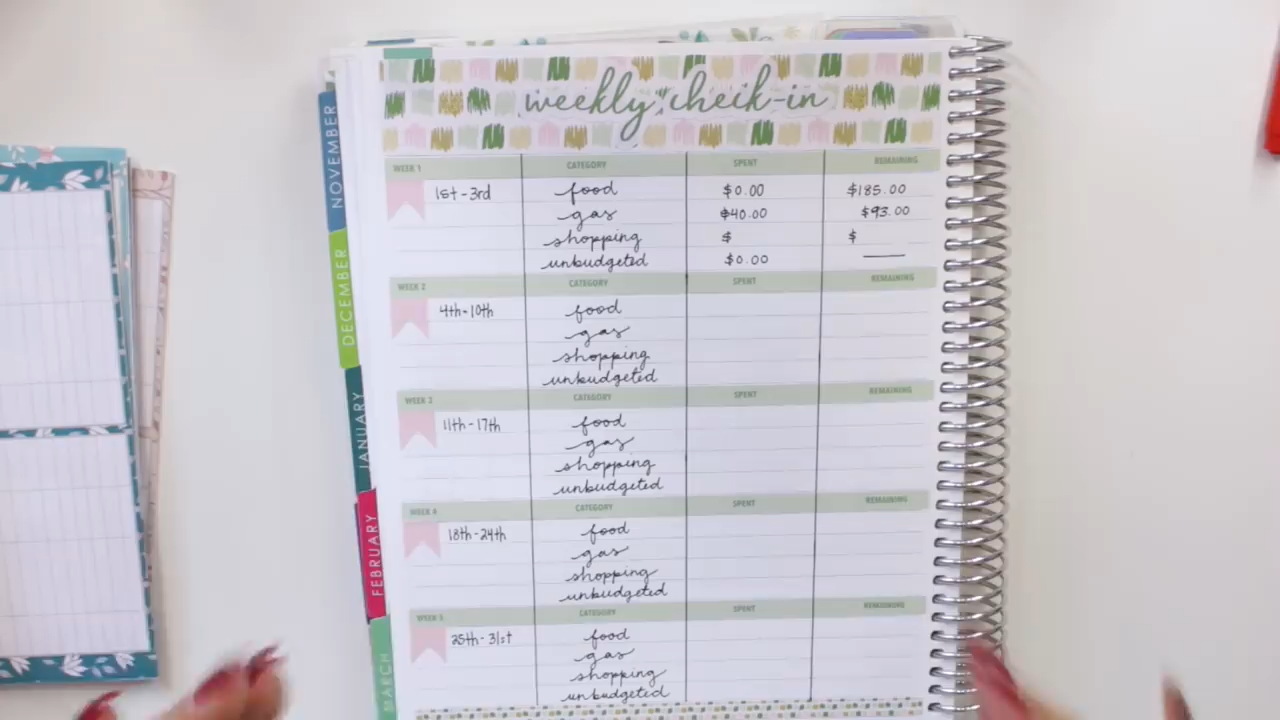 weekly check-in
WEEK 1 CATEGORY SPENT REMAINING
1st-3rd food $0.00 $185.00
gas $40.00 $93.00
shopping $ $
unbudgeted $0.00
WEEK 2 CATEGORY SPENT REMAINING
4th-10th food
gas
shopping
unbudgeted
WEEK 3 CATEGORY SPENT REMAINING
11th-17th food
gas
shopping
unbudgeted
WEEK 4 CATEGORY SPENT REMAINING
18th-24th food
gas
shopping
unbudgeted
WEEK 5 CATEGORY SPENT REMAINING
25th-31st food
gas
shopping
unbudgeted
NOVEMBER
DECEMBER
JANUARY
FEBRUARY
MARCH